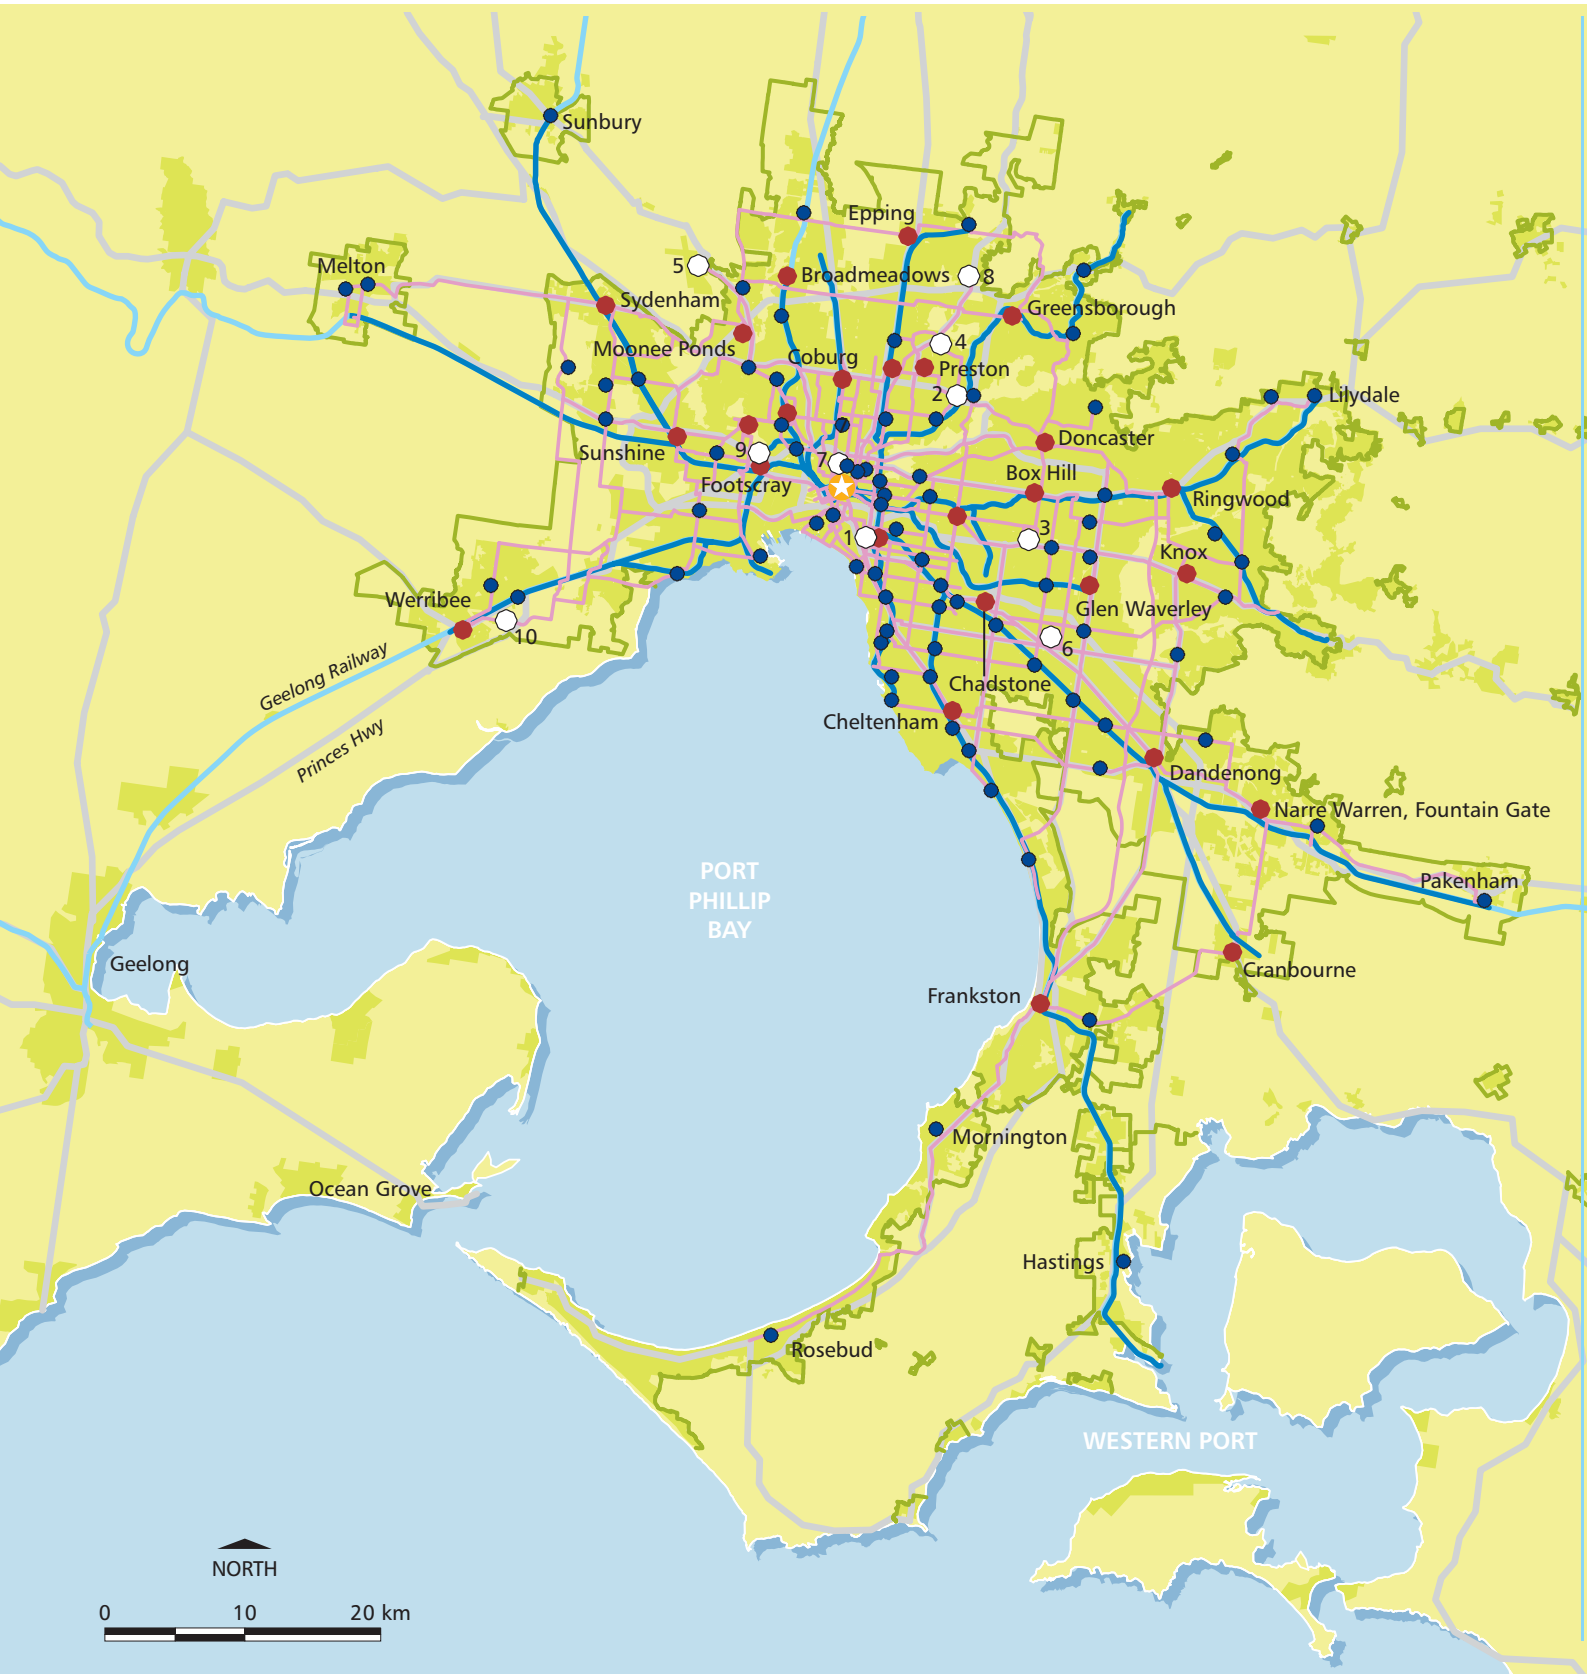 Sunbury
Epping
Melton
5
Broadmeadows
8
Sydenham
Greensborough
Moonee Ponds
Coburg
4
Preston
2
Lilydale
7
Doncaster
Sunshine
9
7
Box Hill
Footscray
Ringwood
1
3
Knox
Werribee
Glen Waverley
10
6
Geelong Railway
Chadstone
Princes Hwy
Cheltenham
Dandenong
Narre Warren, Fountain Gate
PORT
PHILLIP
BAY
Pakenham
Geelong
Cranbourne
Frankston
Mornington
Ocean Grove
Hastings
Rosebud
WESTERN PORT
NORTH
0 10 20 km